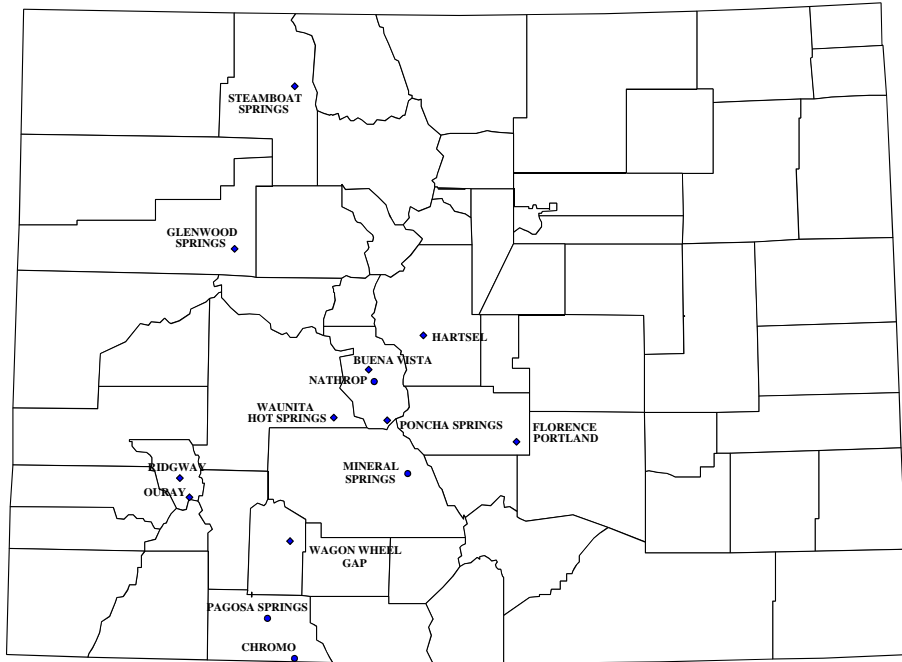 STEAMBOAT
SPRINGS
GLENWOOD
SPRINGS
HARTSEL
BUENA VISTA
NATHROP
WAUNITA
HOT SPRINGS
PONCHA SPRINGS
FLORENCE
PORTLAND
MINERAL
SPRINGS
RIDGWAY
OURAY
WAGON WHEEL
GAP
PAGOSA SPRINGS
CHROMO